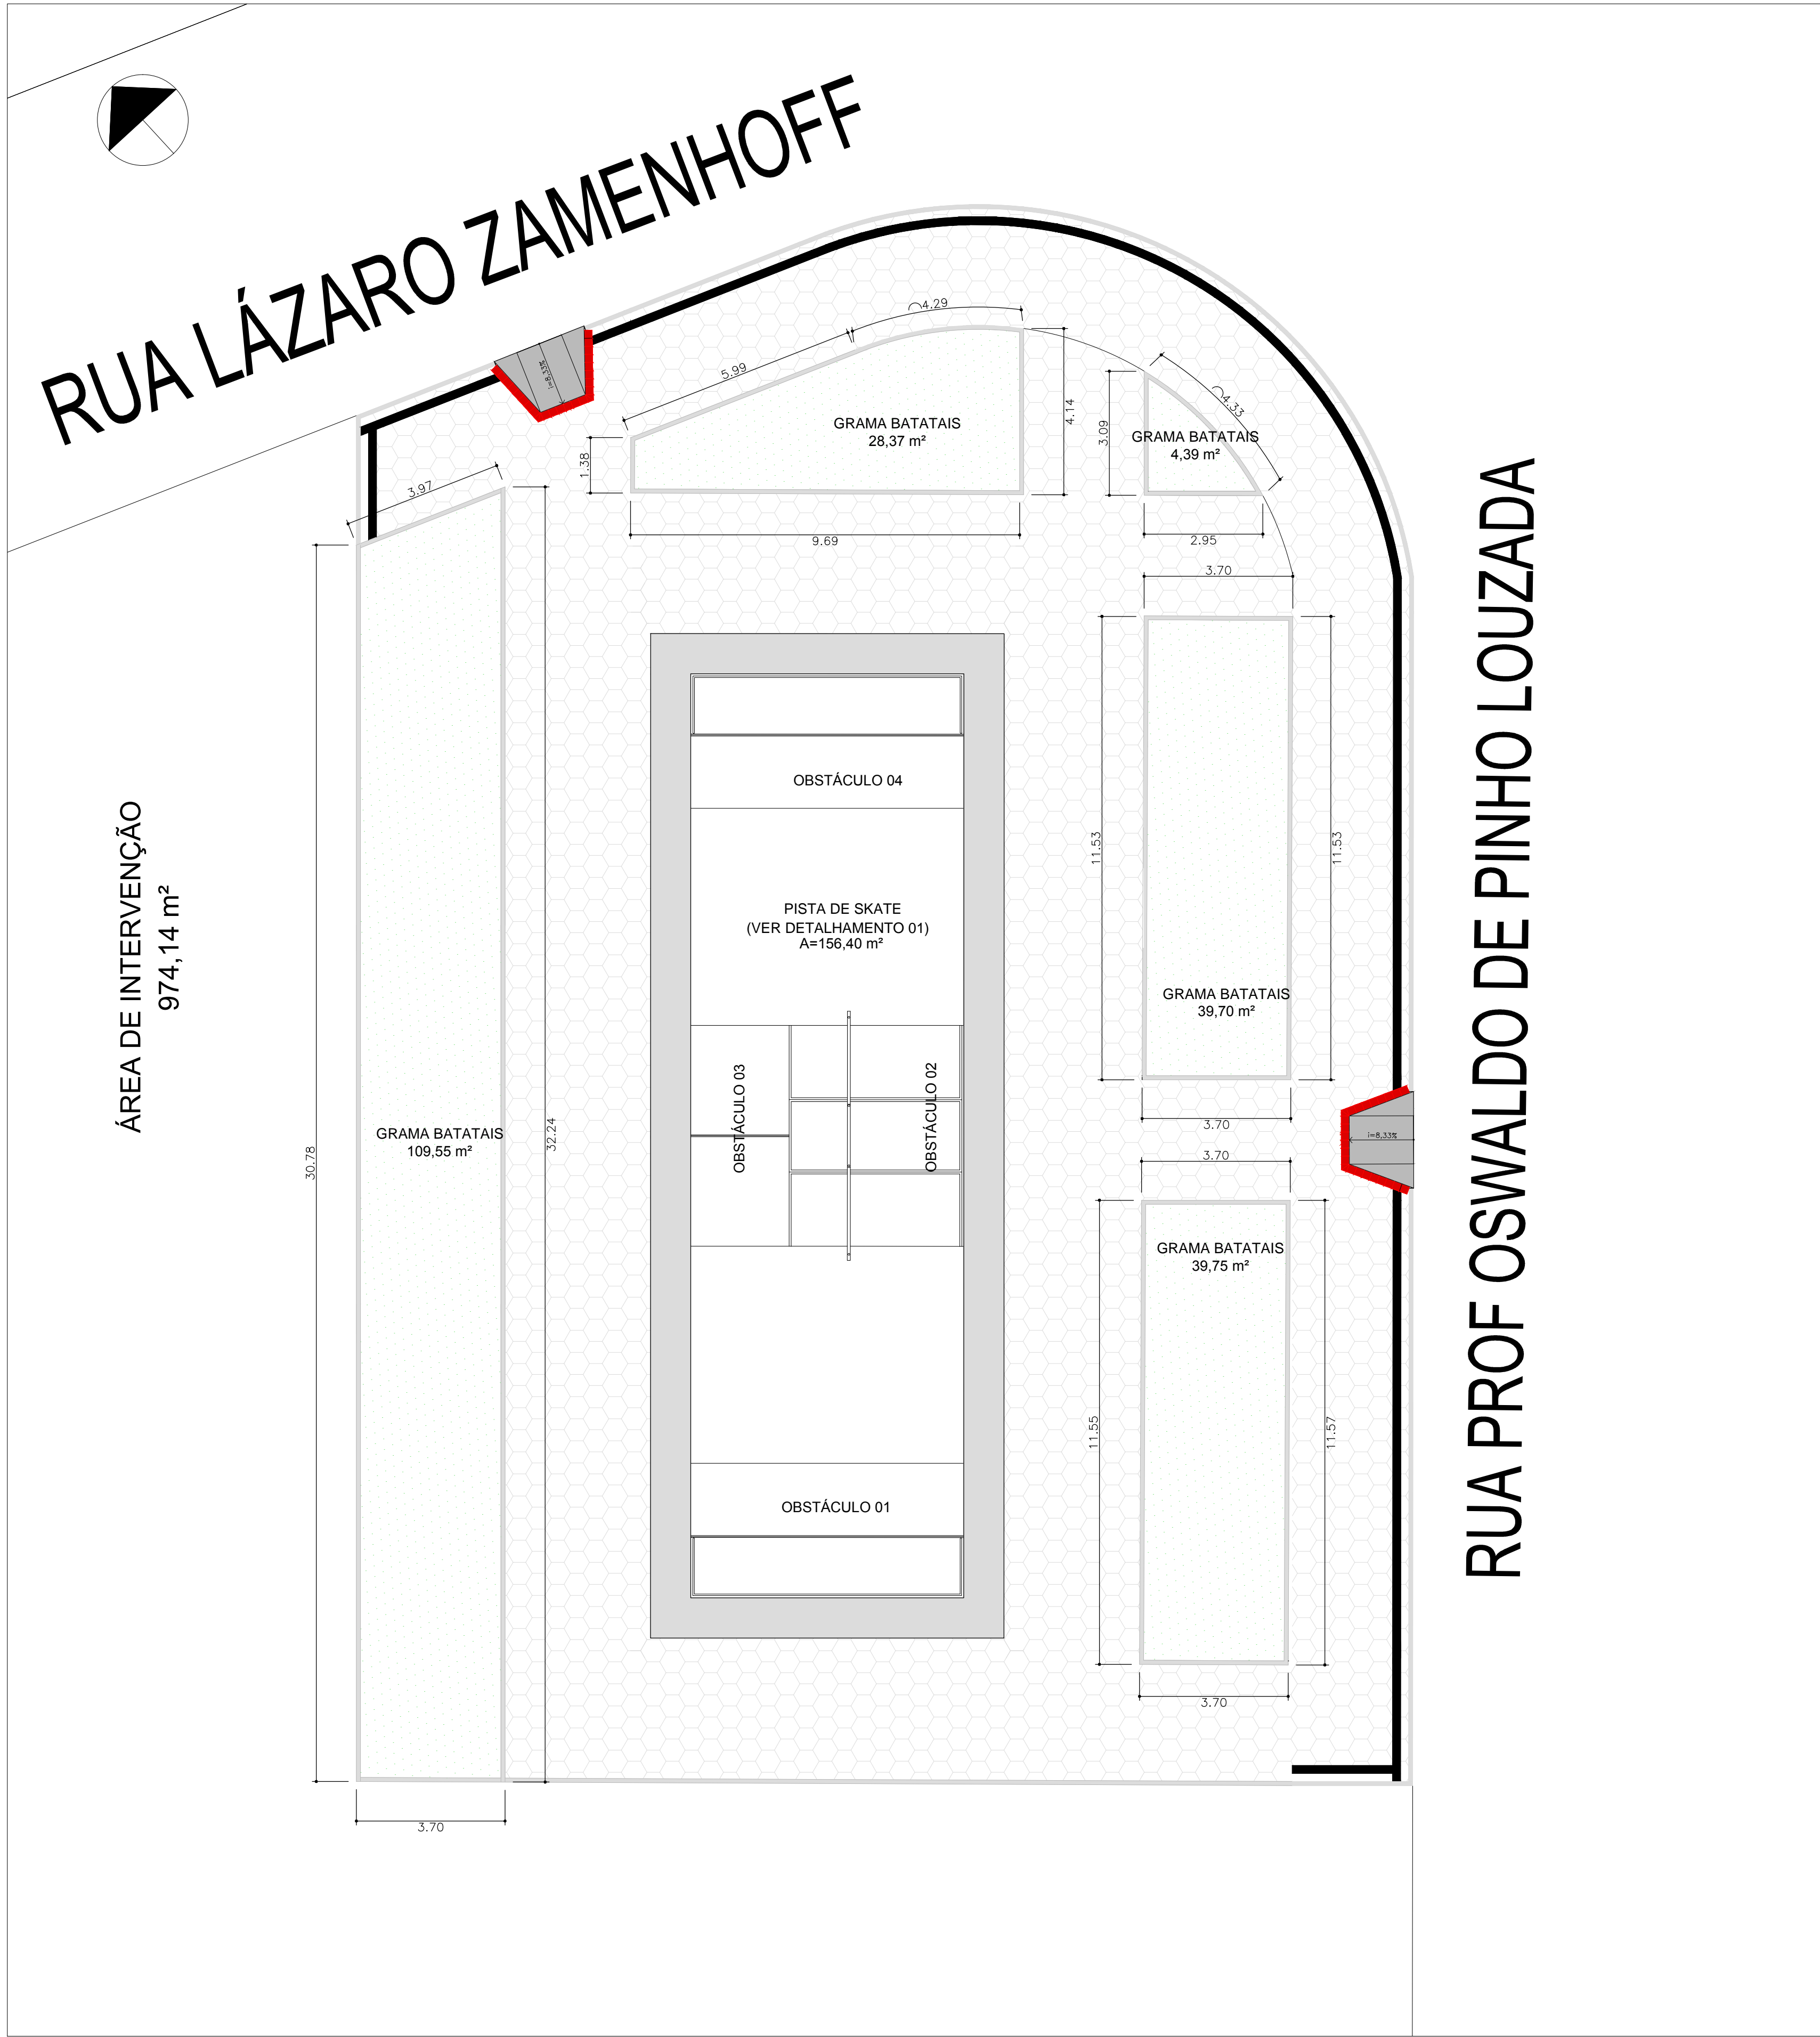 RUA LÁZARO ZAMENHOFF
4.29
5.99
i=8,33%
GRAMA BATATAIS
28,37 m²
4.14
3.09
4.33
GRAMA BATATAIS
4,39 m²
1.38
3.97
9.69
2.95
3.70
RUA PROF OSWALDO DE PINHO LOUZADA
OBSTÁCULO 04
11.53
11.53
ÁREA DE INTERVENÇÃO
974,14 m²
PISTA DE SKATE
(VER DETALHAMENTO 01)
A=156,40 m²
GRAMA BATATAIS
39,70 m²
OBSTÁCULO 03
OBSTÁCULO 02
GRAMA BATATAIS
109,55 m²
30.78
32.24
3.70
i=8,33%
3.70
GRAMA BATATAIS
39,75 m²
11.55
11.57
OBSTÁCULO 01
3.70
3.70